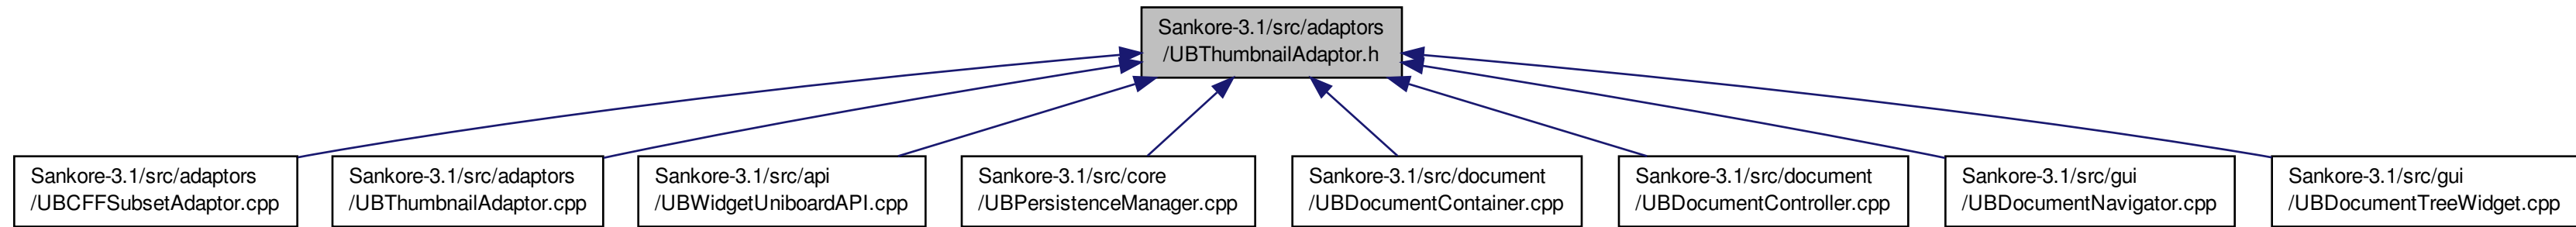 Sankore-3.1/src/adaptors
/UBThumbnailAdaptor.h
Sankore-3.1/src/adaptors
/UBCFFSubsetAdaptor.cpp
Sankore-3.1/src/adaptors
/UBThumbnailAdaptor.cpp
Sankore-3.1/src/api
/UBWidgetUniboardAPI.cpp
Sankore-3.1/src/core
/UBPersistenceManager.cpp
Sankore-3.1/src/document
/UBDocumentContainer.cpp
Sankore-3.1/src/document
/UBDocumentController.cpp
Sankore-3.1/src/gui
/UBDocumentNavigator.cpp
Sankore-3.1/src/gui
/UBDocumentTreeWidget.cpp